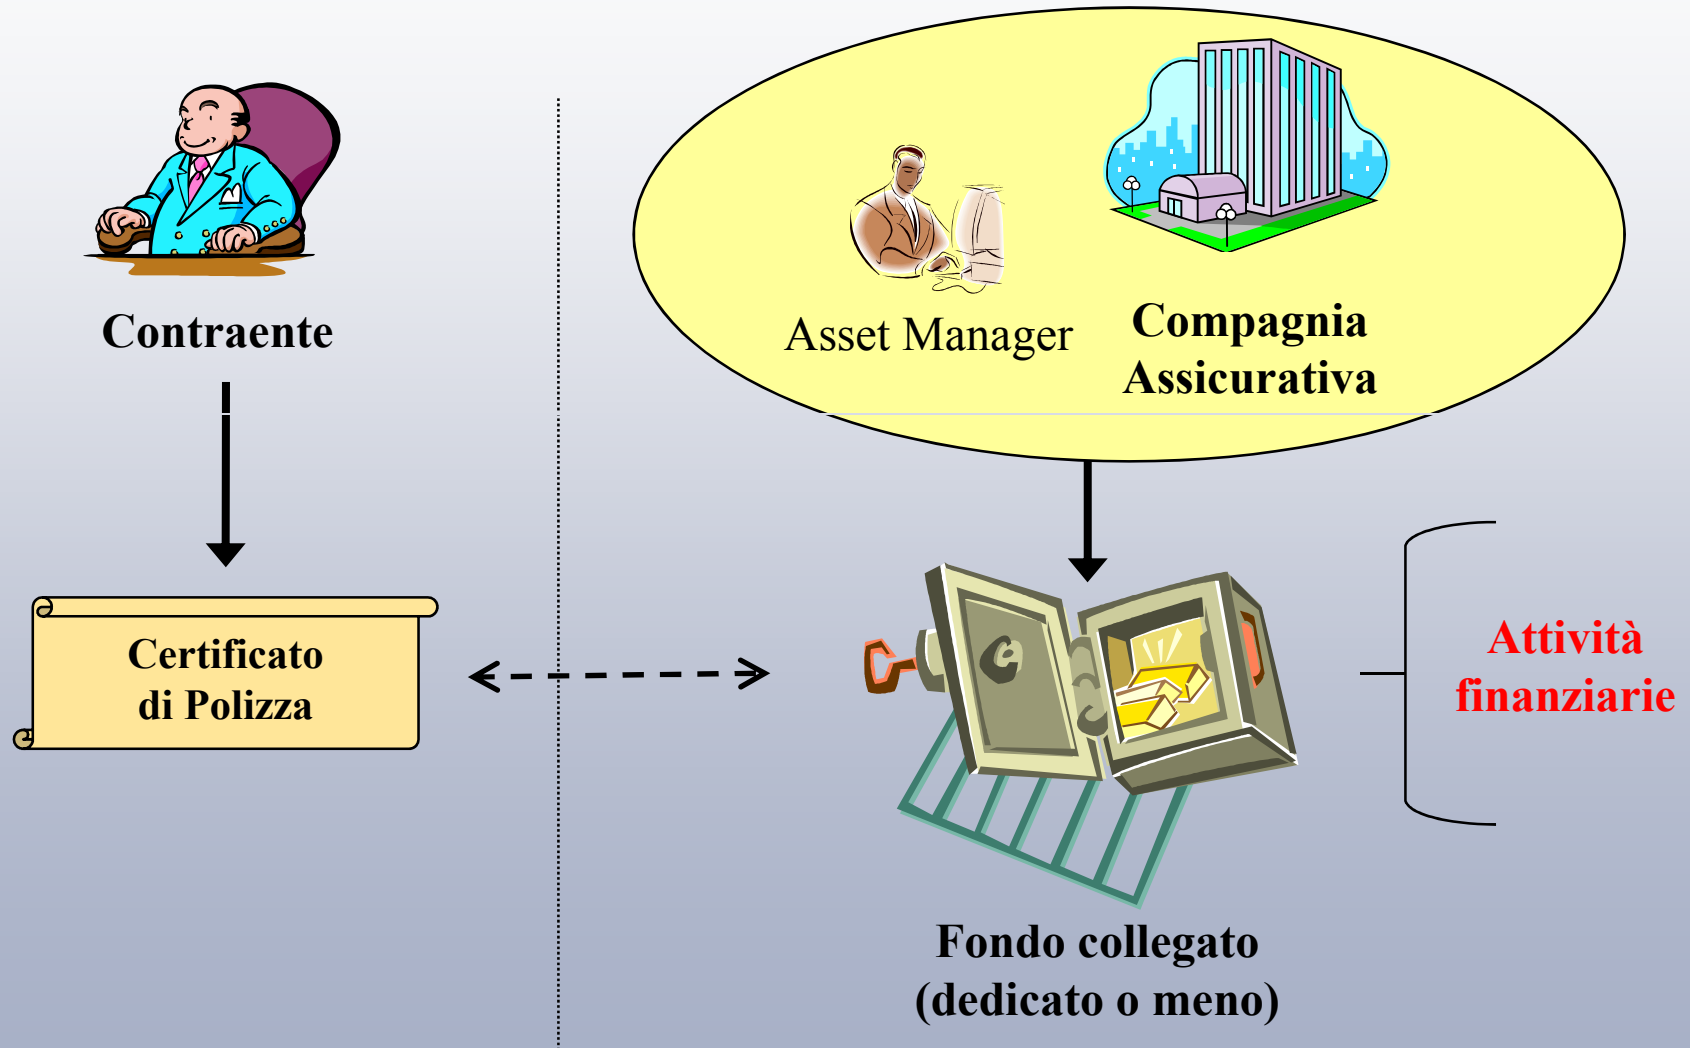 Contraente
Asset Manager
Compagnia
Assicurativa
Certificato
di Polizza
Attività
finanziarie
Fondo collegato
(dedicato o meno)